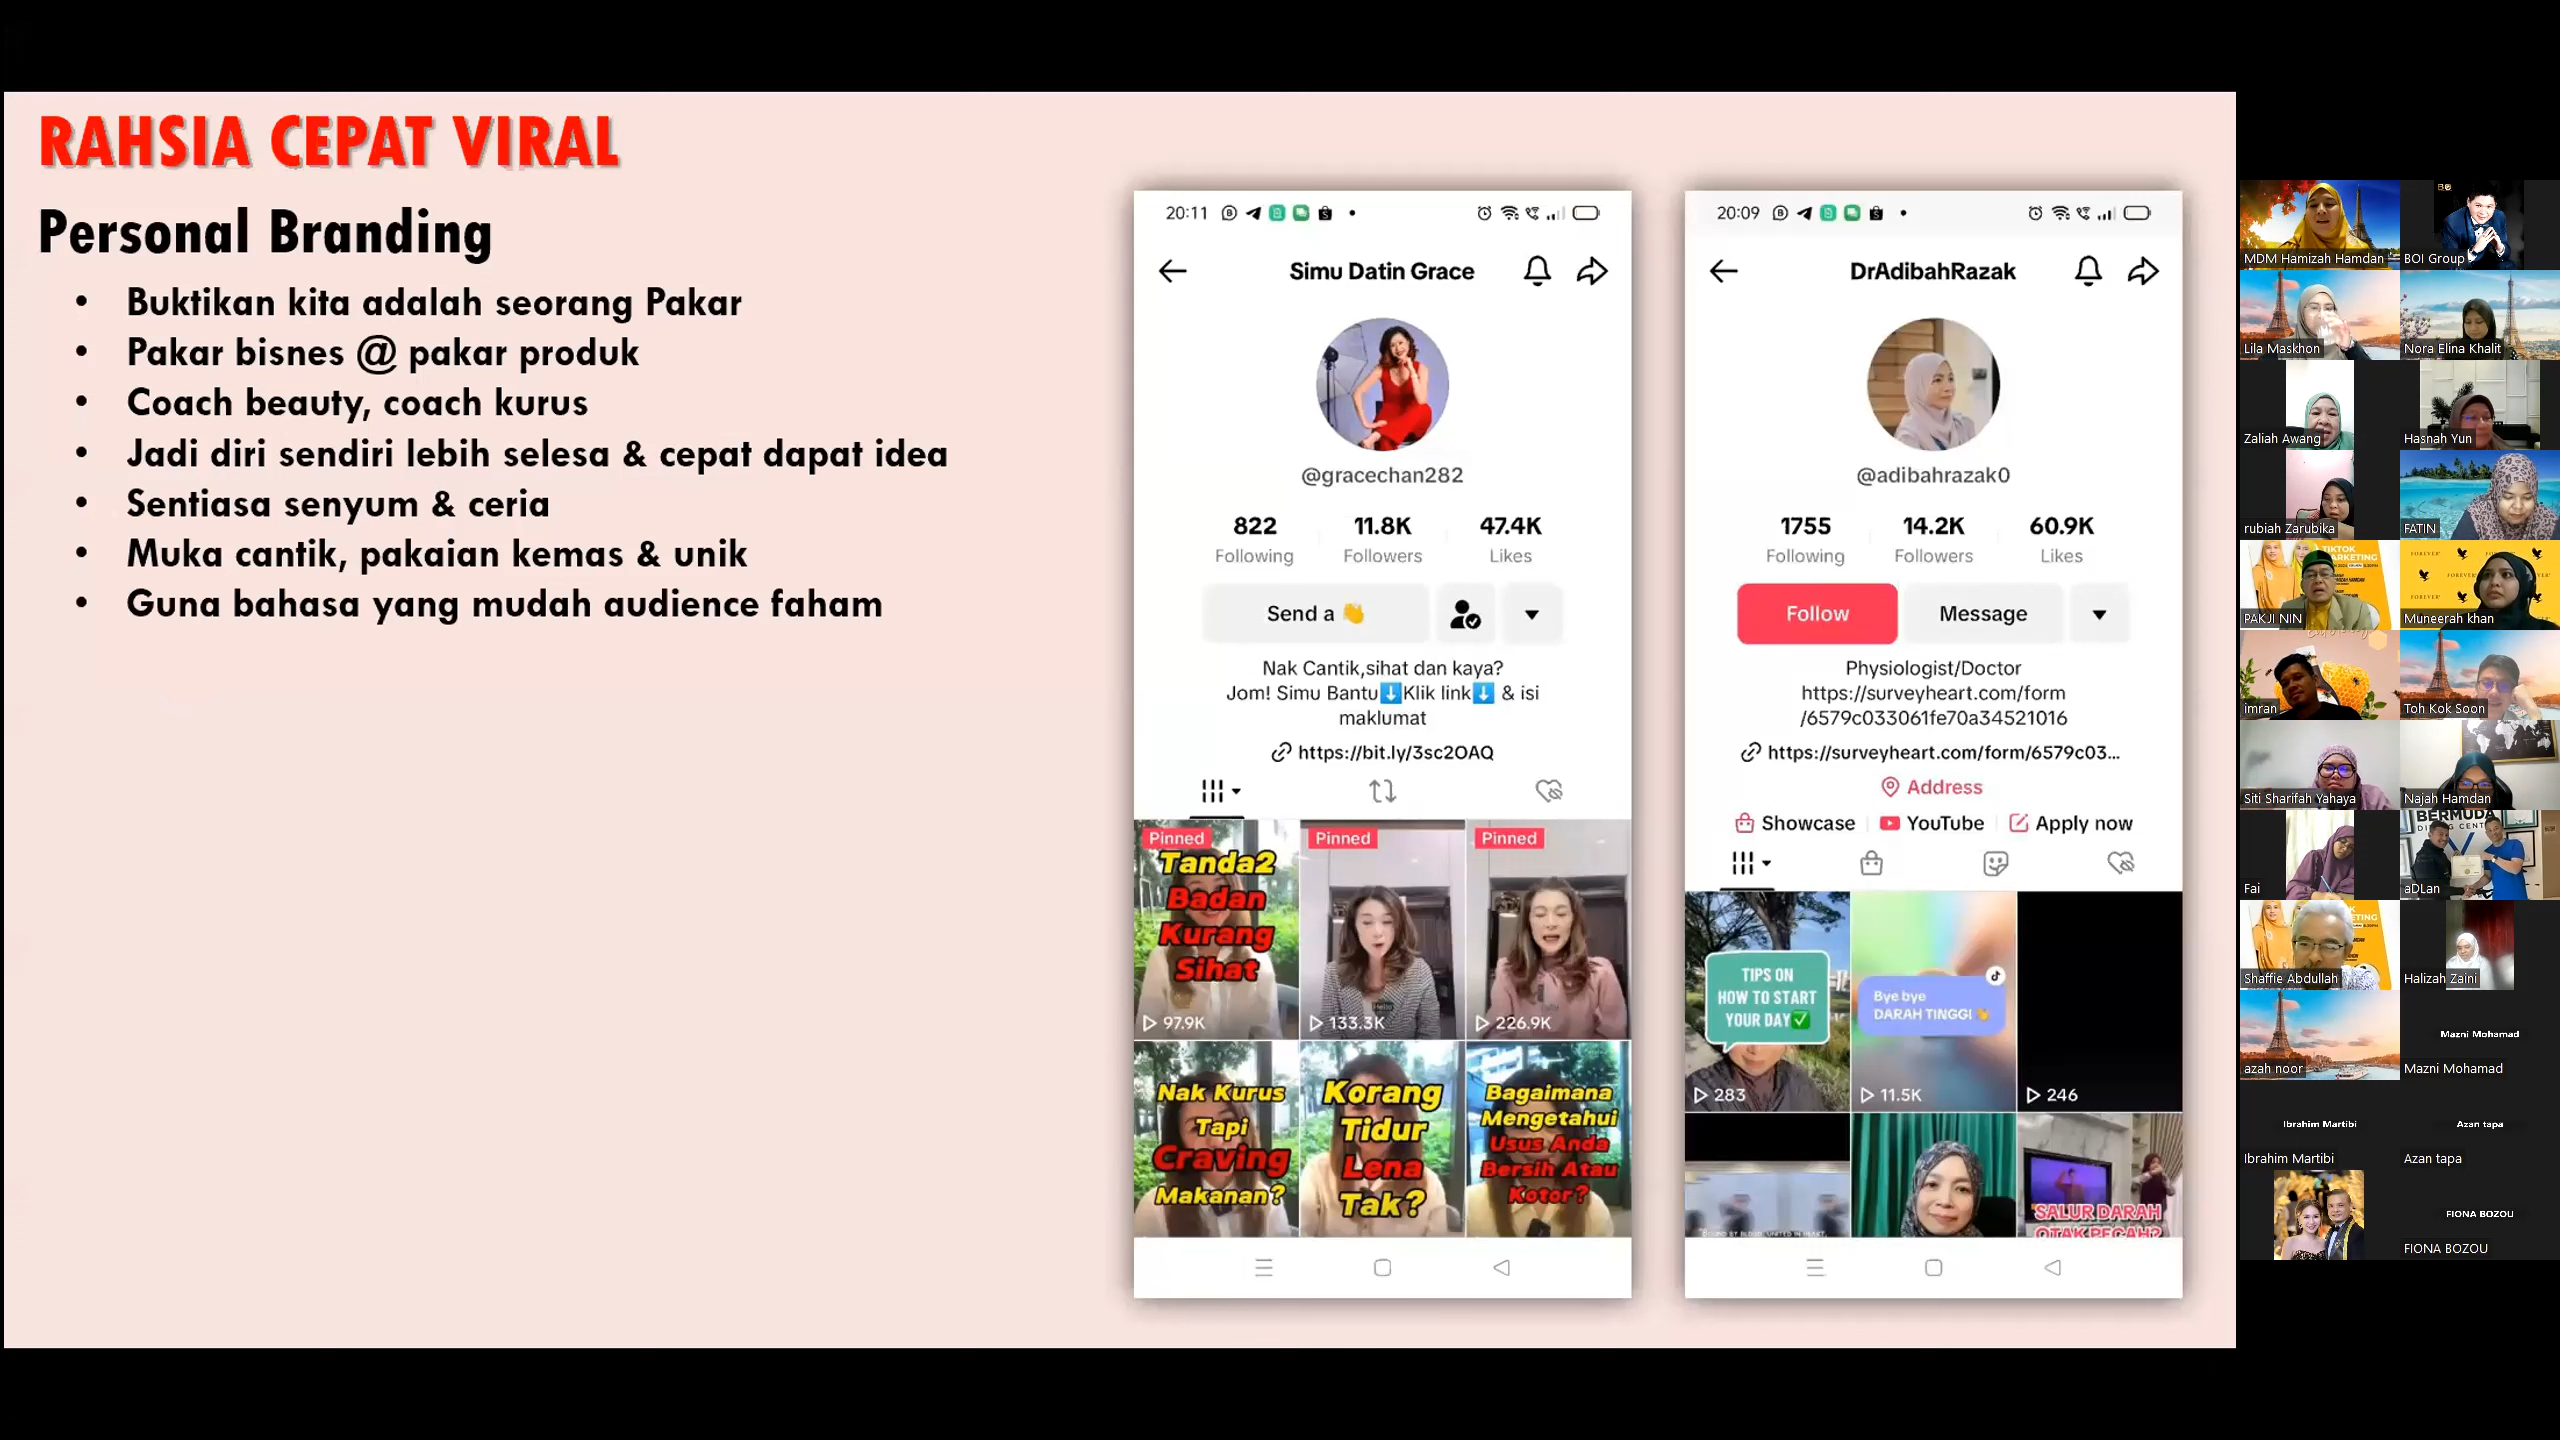 RAHSIA CEPAT VIRAL
Personal Branding
• Buktikan kita adalah seorang Pakar
• Pakar bisnes @ pakar produk
• Coach beauty, coach kurus
• Jadi diri sendiri lebih selesa & cepat dapat idea
• Sentiasa senyum & ceria
• Muka cantik, pakaian kemas & unik
• Guna bahasa yang mudah audience faham
20:11
Simu Datin Grace
@gracechan282
822 11.8K 47.4K
Following Followers Likes
Send a 👋
Nak Cantik,sihat dan kaya?
Jom! Simu Bantu⬇️Klik link⬇️ & isi
maklumat
https://bit.ly/3sc2OAQ
Pinned
Tanda2
Badan
Kurang
Sihat
97.9K
Pinned
133.3K
Pinned
226.9K
Nak Kurus
Tapi
Craving
Makanan?
Korang
Tidur
Lena
Tak?
Bagaimana
Mengetahui
Usus Anda
Bersih Atau
Kotor?
20:09
DrAdibahRazak
@adibahrazak0
1755 14.2K 60.9K
Following Followers Likes
Follow Message
Physiologist/Doctor
https://surveyheart.com/form
/6579c033061fe70a34521016
https://surveyheart.com/form/6579c03...
Address
Showcase YouTube Apply now
TIPS ON
HOW TO START
YOUR DAY✅
283
Bye bye
DARAH TINGGI 👋
11.5K
246
SALUR DARAH
OTAK PECAH?
MDM Hamizah Hamdan
BOI Group
Lila Maskhon
Nora Elina Khalit
Zaliah Awang
Hasnah Yun
rubiah Zarubika
FATIN
PAKJI NIN
Muneerah khan
imran
Toh Kok Soon
Siti Sharifah Yahaya
Najah Hamdan
Fai
BERMUDA
aDLan
Shaffie Abdullah
Halizah Zaini
azah noor
Mazni Mohamad
Mazni Mohamad
Ibrahim Martibi
Ibrahim Martibi
Azan tapa
Azan tapa
FIONA BOZOU
FIONA BOZOU